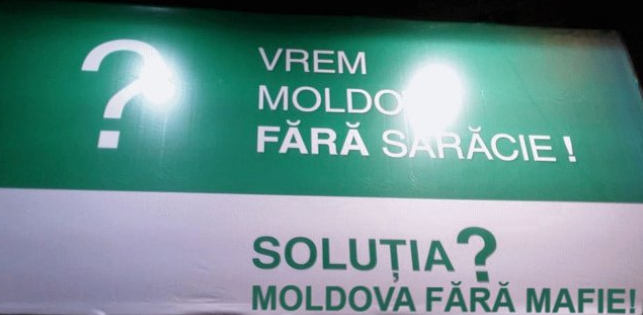 ?
VREM
MOLDO
FĂRĂ SĂRĂCIE !
SOLUȚIA?
MOLDOVA FĂRĂ MAFIE!